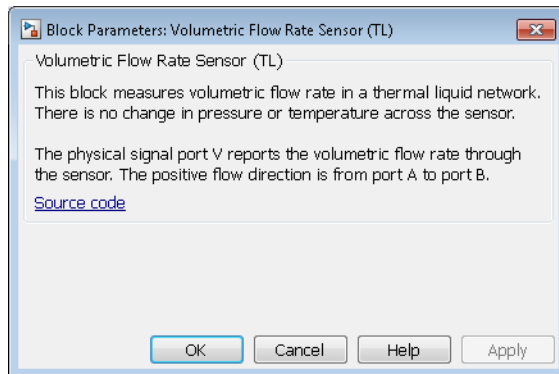 Block Parameters: Volumetric Flow Rate Sensor (TL)
Volumetric Flow Rate Sensor (TL)
This block measures volumetric flow rate in a thermal liquid network.
There is no change in pressure or temperature across the sensor.
The physical signal port V reports the volumetric flow rate through
the sensor. The positive flow direction is from port A to port B.
Source code
OK Cancel Help Apply